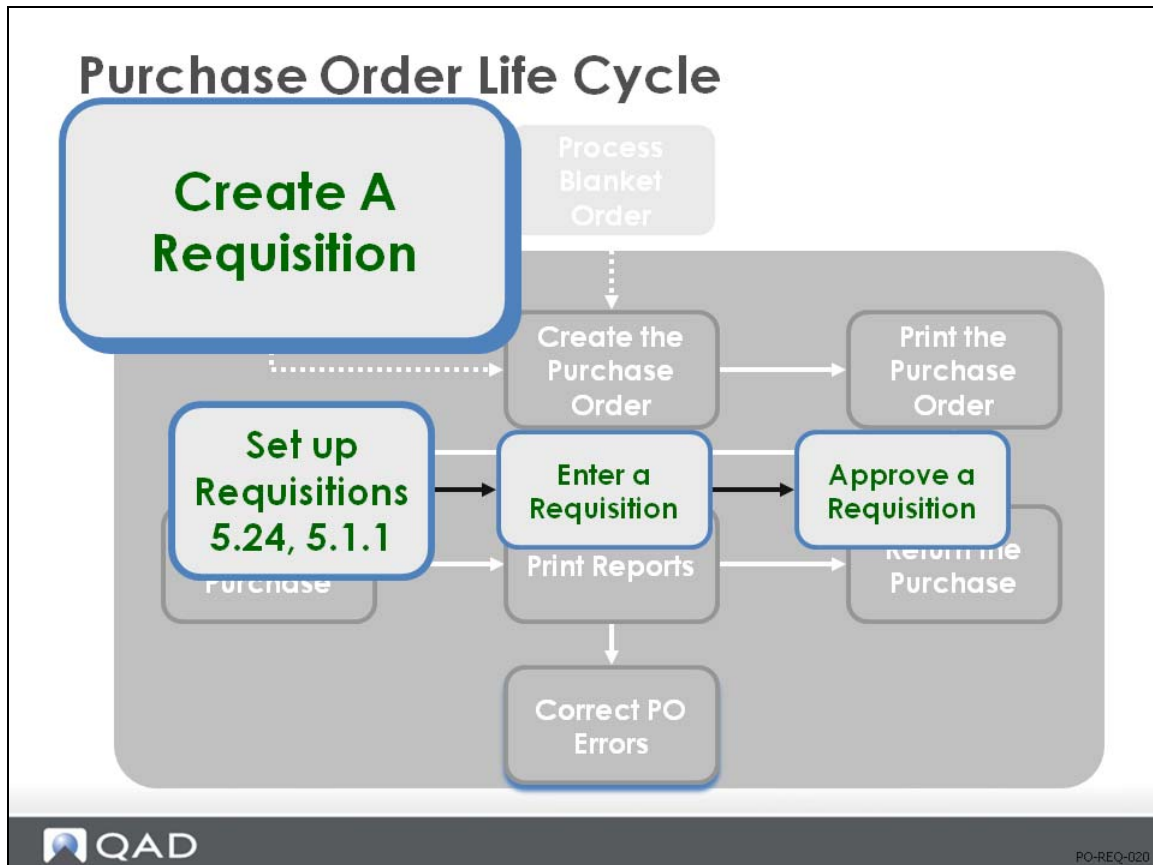 Purchase Order Life Cycle
Create A
Requisition
Process
Blanket
Order
Create the
Purchase
Order
Print the
Purchase
Order
Set up
Requisitions
5.24, 5.1.1
Enter a
Requisition
Approve a
Requisition
Purchase
Print Reports
Return the
Purchase
Correct PO
Errors
QAD
PO-REQ-020